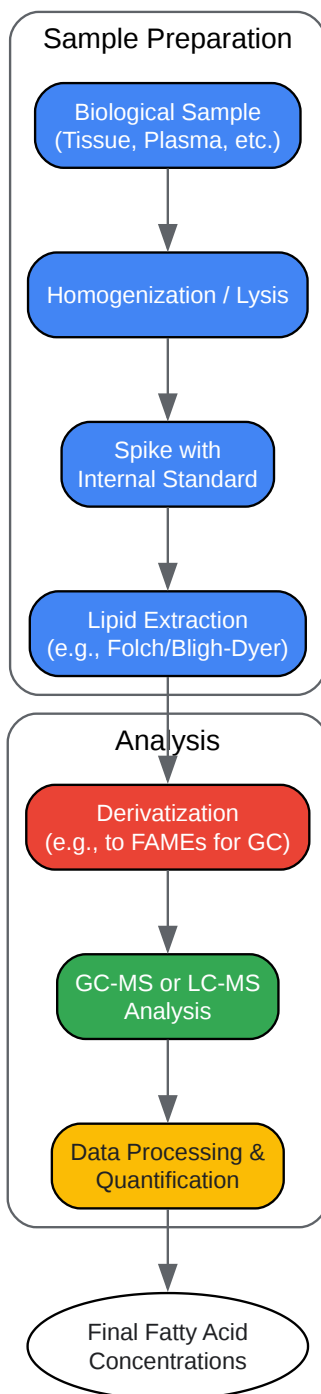 Sample Preparation
Biological Sample
(Tissue, Plasma, etc.)
Homogenization / Lysis
Spike with
Internal Standard
Lipid Extraction
(e.g., Folch/Bligh-Dyer)
Analysis
Derivatization
(e.g., to FAMEs for GC)
GC-MS or LC-MS
Analysis
Data Processing &
Quantification
Final Fatty Acid
Concentrations